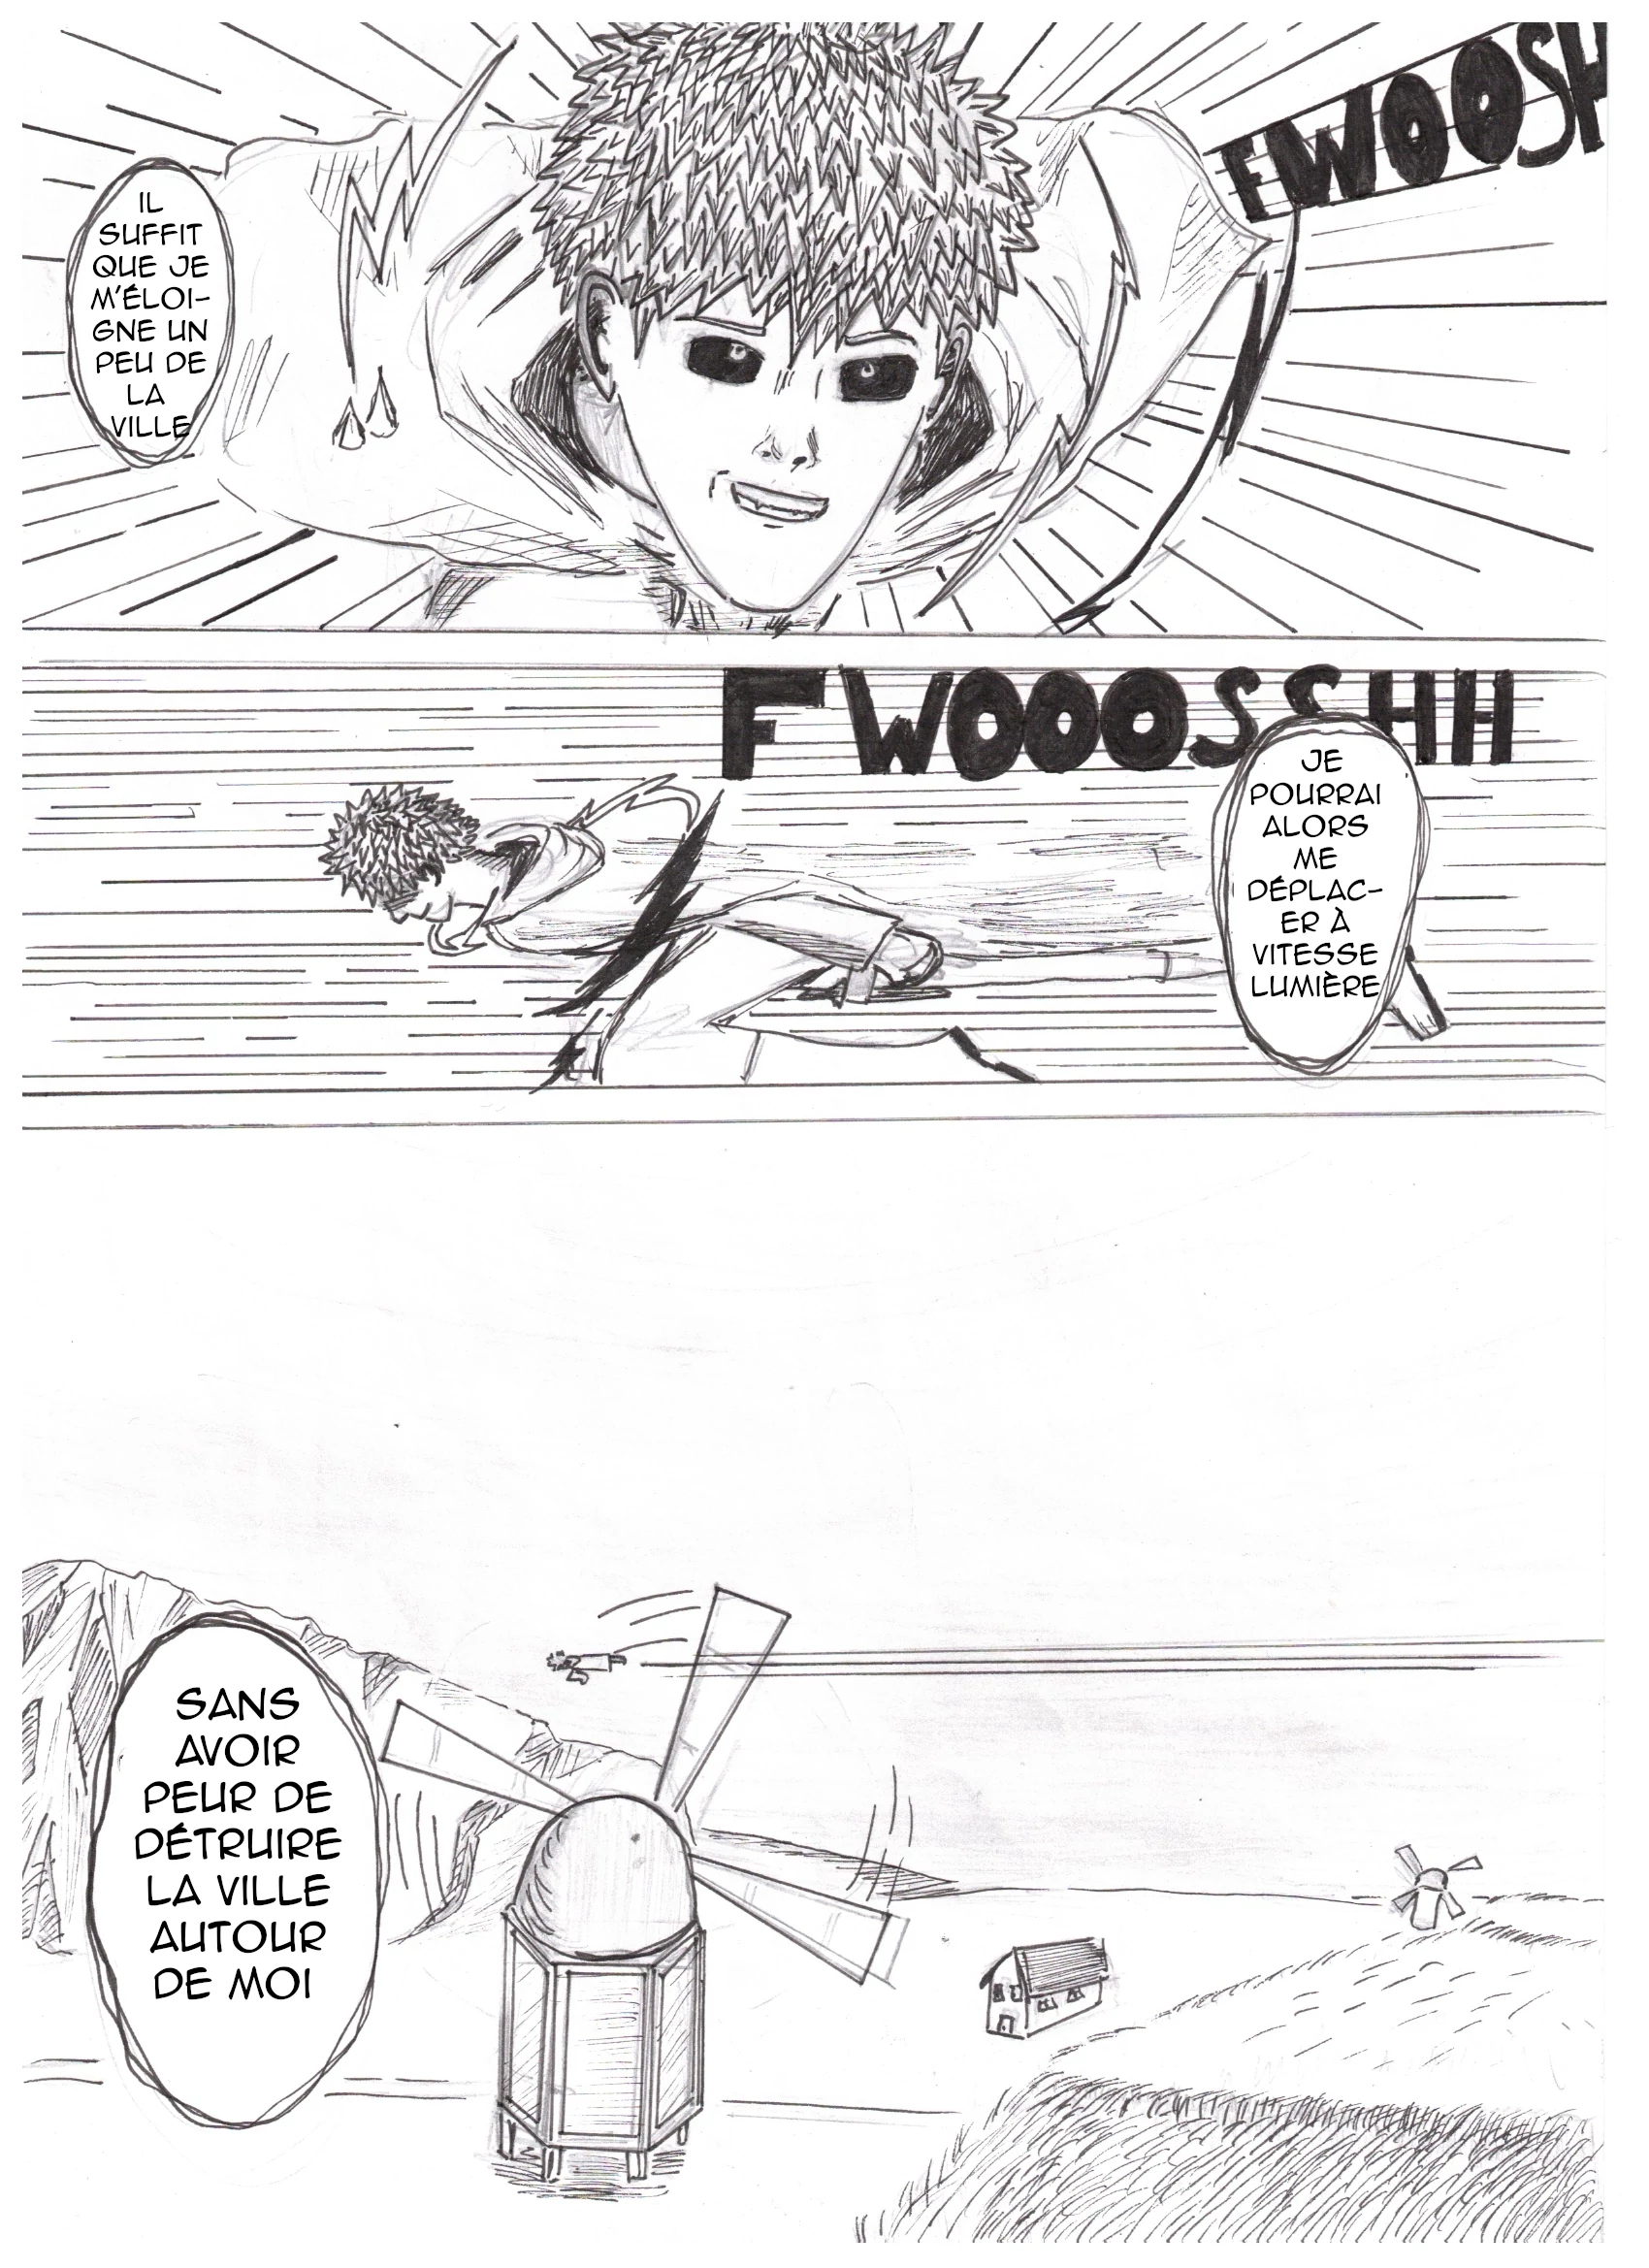 FWOOSH
IL
SUFFIT
QUE JE
M'ÉLOI-
GNE UN
PEU DE
LA
VILLE
FWOOOSSHH
JE
POURRAI
ALORS
ME
DÉPLAC-
ER À
VITESSE
LUMIÈRE
SANS
AVOIR
PEUR DE
DÉTRUIRE
LA VILLE
AUTOUR
DE MOI